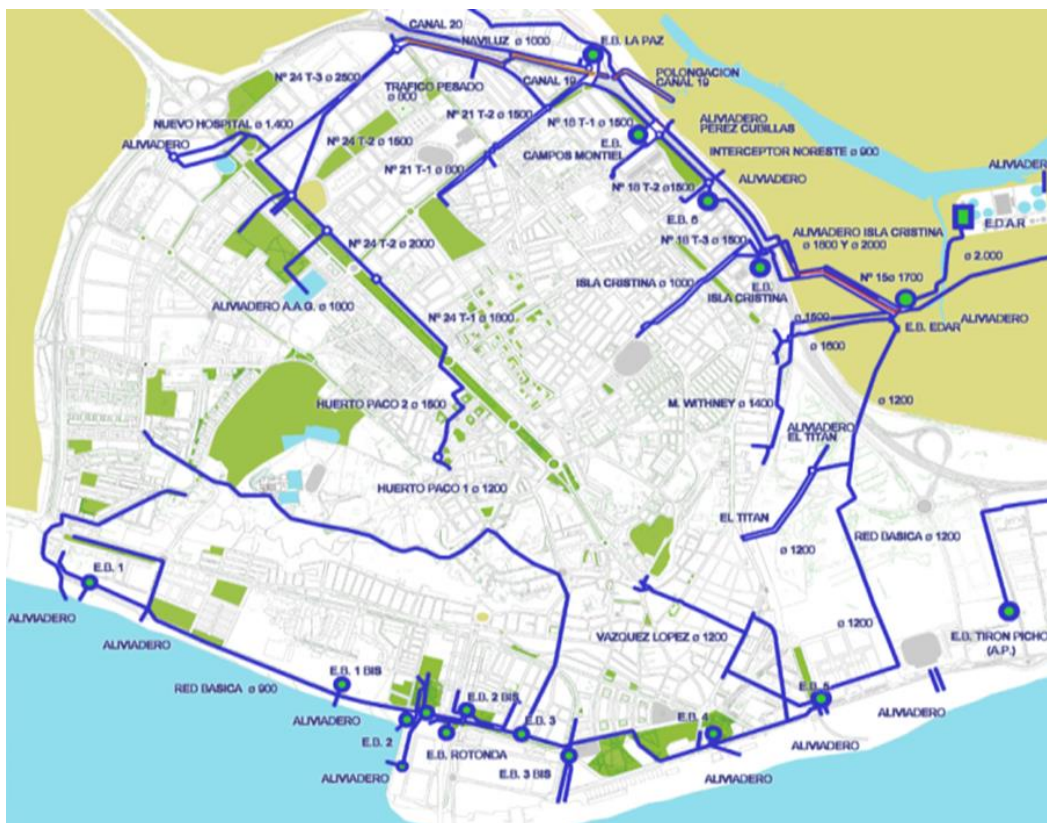 CANAL 20
NAVILUZ ø 1000
E.B. LA PAZ
Nº 24 T-3 ø 2500
TRAFICO PESADO
ø 800
CANAL 19
POLONGACION
CANAL 19
NUEVO HOSPITAL ø 1.400
ALIVIADERO
Nº 24 T-2 ø 1500
Nº 21 T-2 ø 1500
Nº 18 T-1 ø 1500
ALIVIADERO
PEREZ CUBILLAS
E.B.
CAMPOS MONTIEL
INTERCEPTOR NORESTE ø 900
Nº 21 T-1 ø 800
Nº 18 T-2 ø1500
ALIVIADERO
ALIVIADER
E.B. 6
E.D.A.R
Nº 24 T-2 ø 2000
Nº 18 T-3 ø 1500
ALIVIADERO ISLA CRISTINA
ø 1800 Y ø 2000
ø 2.000
ISLA CRISTINA ø 1000
E.B.
ISLA CRISTINA
Nº 15ø 1700
ALIVIADERO A.A.G. ø 1800
Nº 24 T-1 ø 1800
ø 1500
ALIVIADERO
E.B. EDAR
ø 1600
HUERTO PACO 2 ø 1500
M. WITHNEY ø 1400
ø 1200
ALIVIADERO
EL TITAN
HUERTO PACO 1 ø 1200
EL TITAN
ø 1200
RED BASICA ø 1200
E.B. 1
ALIVIADERO
ALIVIADERO
VAZQUEZ LOPEZ ø 1200
ø 1200
E.B. TIRON PICHO
(A.P.)
E.B. 1 BIS
RED BASICA ø 900
E.B. 2 BIS
E.B. 5
ALIVIADERO
E.B. 3
E.B. 4
ALIVIADERO
E.B. 2
E.B. ROTONDA
ALIVIADERO
ALIVIADERO
E.B. 3 BIS
ALIVIADERO